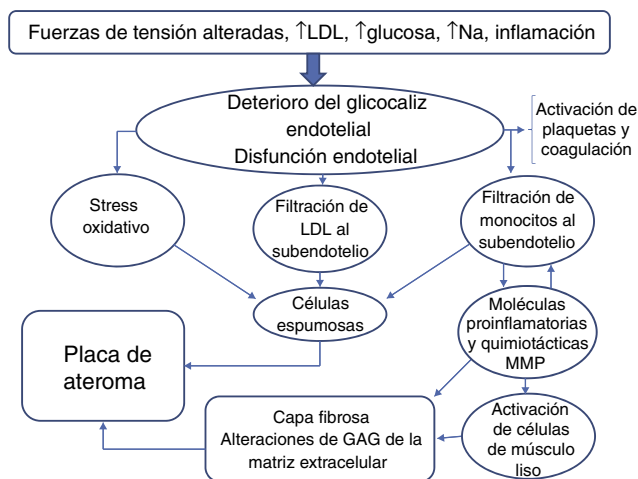 Fuerzas de tensión alteradas, ↑LDL, ↑glucosa, ↑Na, inflamación
Deterioro del glicocaliz
endotelial
Disfunción endotelial
Activación de
plaquetas y
coagulación
Stress
oxidativo
Filtración de
LDL al
subendotelio
Filtración de
monocitos al
subendotelio
Células
espumosas
Moléculas
proinflamatorias
y quimiotácticas
MMP
Placa de
ateroma
Capa fibrosa
Alteraciones de GAG de la
matriz extracelular
Activación
de células
de músculo
liso